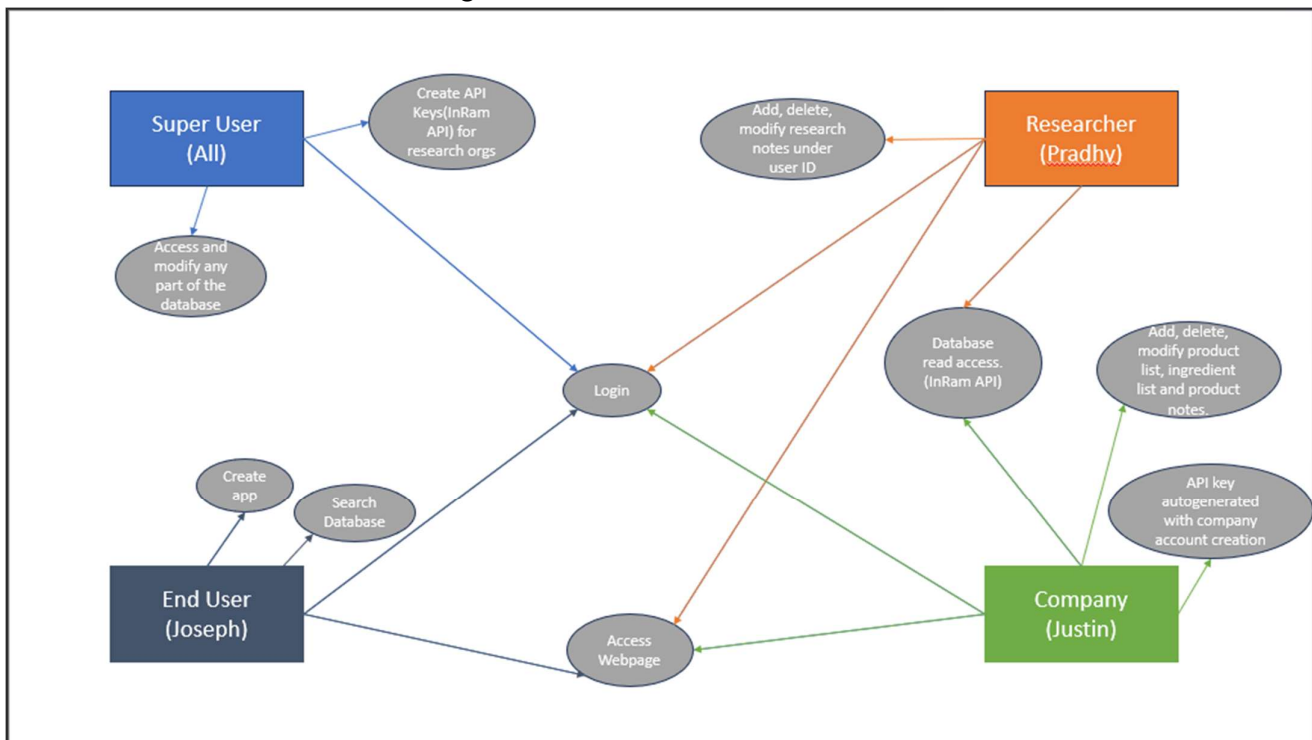 Super User
(All)
Create API
Keys(InRam
API) for
research orgs
Add, delete,
modify research
notes under
user ID
Researcher
(Pradhv)
Access and
modify any
part of the
database
Login
Database
read access.
(InRam API)
Add, delete,
modify product
list, ingredient
list and product
notes.
Create
app
Search
Database
API key
autogenerated
with company
account creation
End User
(Joseph)
Access
Webpage
Company
(Justin)